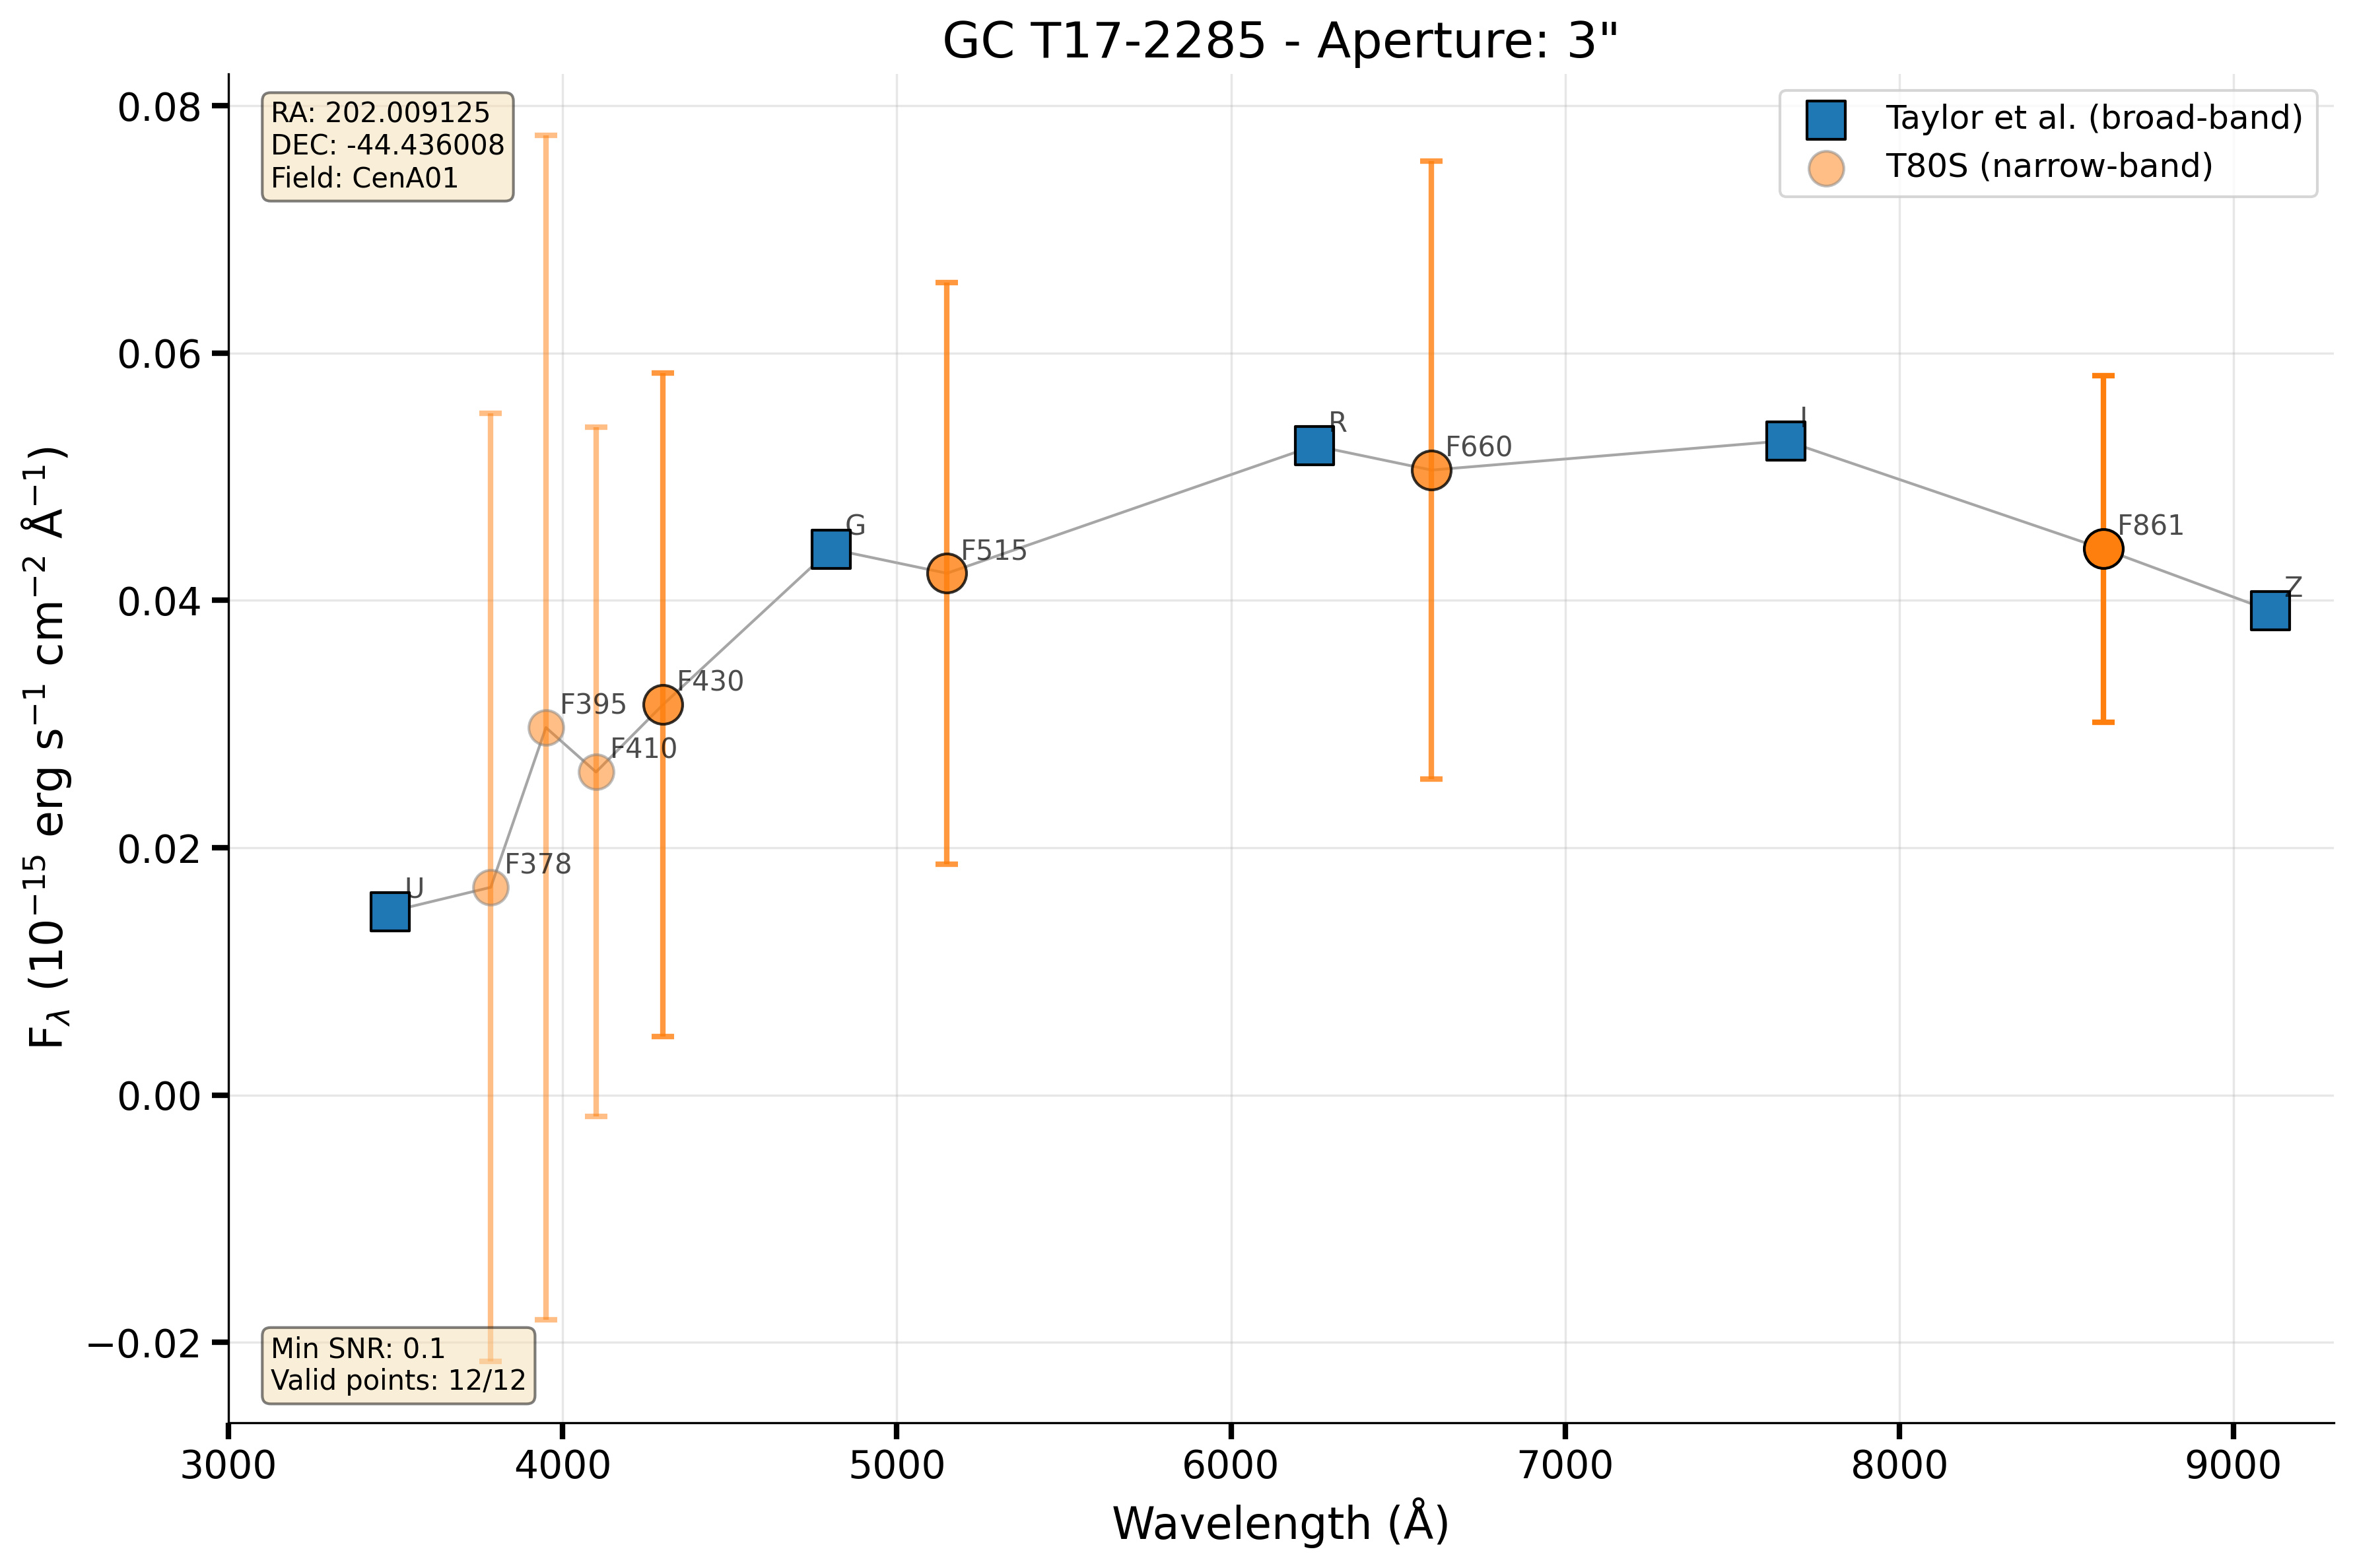 GC T17-2285 - Aperture: 3"
RA: 202.009125
DEC: -44.436008
Field: CenA01
Taylor et al. (broad-band)
T80S (narrow-band)
F_λ (10⁻¹⁵ erg s⁻¹ cm⁻² Å⁻¹)
0.08
0.06
0.04
0.02
0.00
−0.02
U
F378
F395
F410
F430
G
F515
R
F660
I
F861
Z
Min SNR: 0.1
Valid points: 12/12
3000 4000 5000 6000 7000 8000 9000
Wavelength (Å)